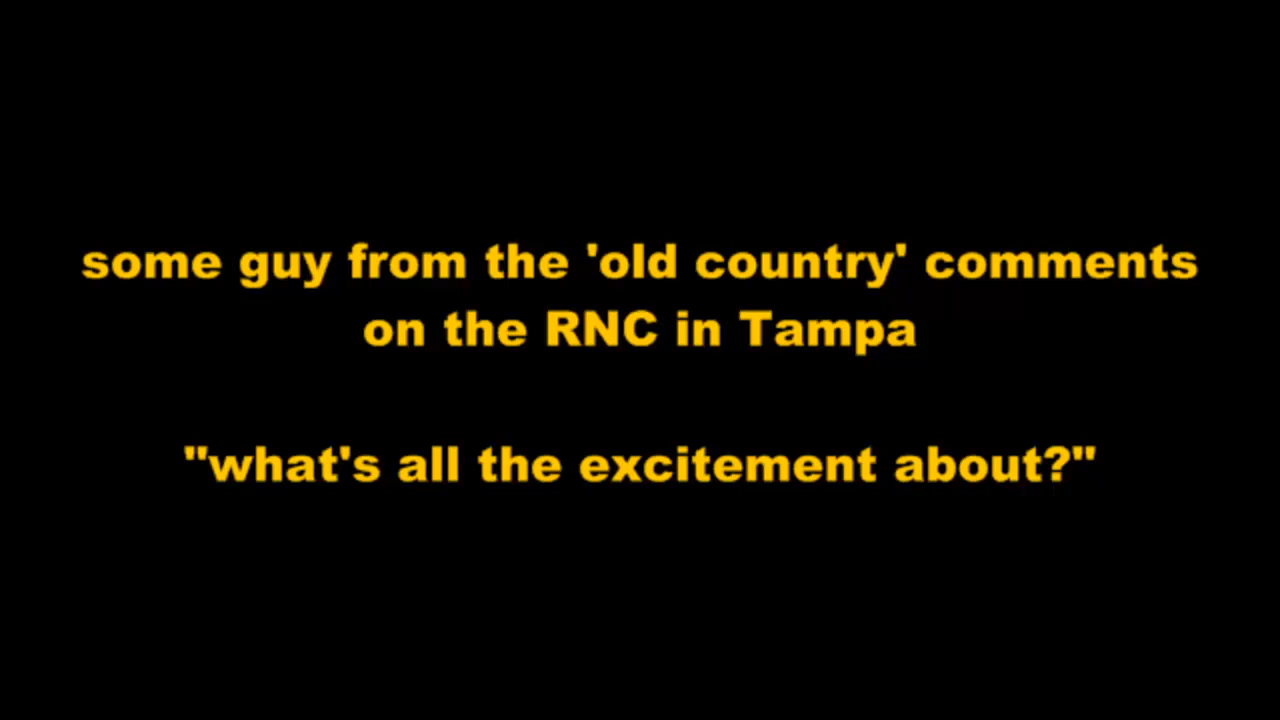 some guy from the 'old country' comments
on the RNC in Tampa
"what's all the excitement about?"